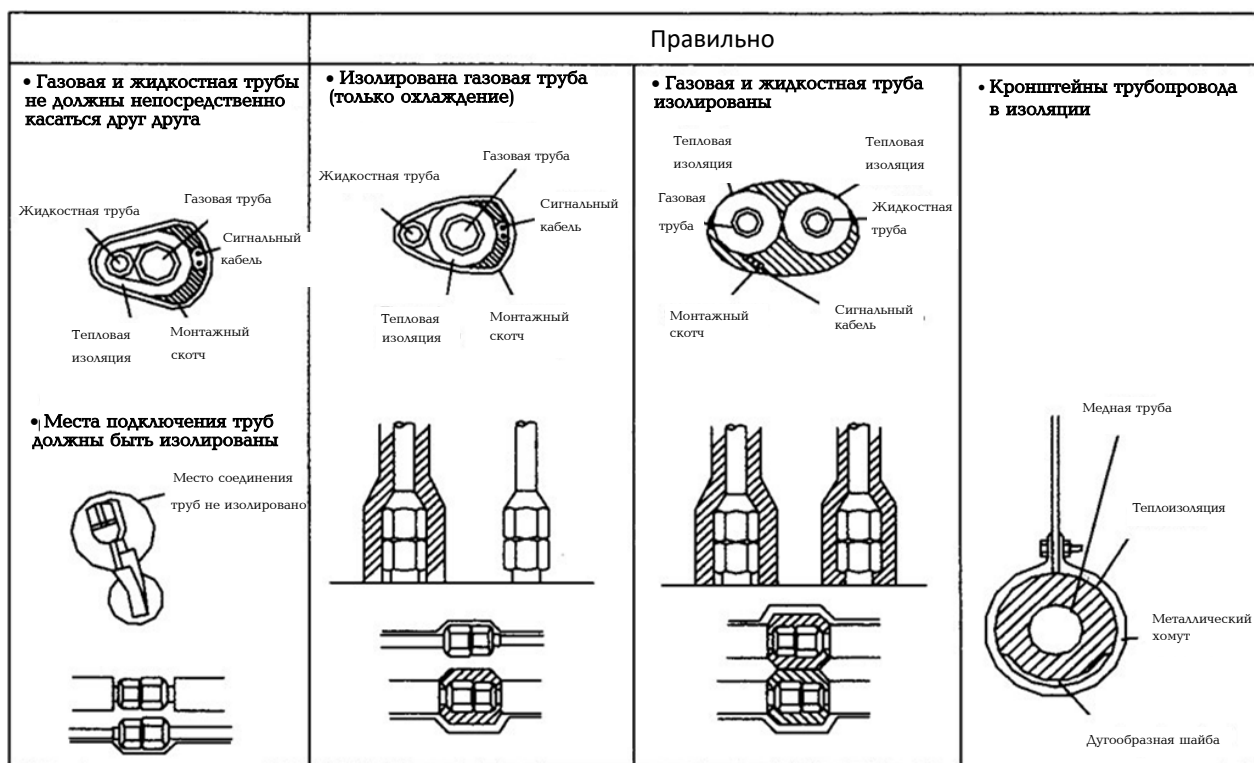 Правильно
• Газовая и жидкостная трубы
не должны непосредственно
касаться друг друга
Жидкостная труба
Газовая труба
Сигнальный
кабель
Тепловая
изоляция
Монтажный
скотч
• Места подключения труб
должны быть изолированы
Место соединения
труб не изолировано
• Изолирована газовая труба
(только охлаждение)
Газовая труба
Жидкостная труба
Сигнальный
кабель
Тепловая
изоляция
Монтажный
скотч
• Газовая и жидкостная труба
изолированы
Тепловая
изоляция
Тепловая
изоляция
Газовая
труба
Жидкостная
труба
Монтажный
скотч
Сигнальный
кабель
• Кронштейны трубопровода
в изоляции
Медная труба
Теплоизоляция
Металлический
хомут
Дугообразная шайба